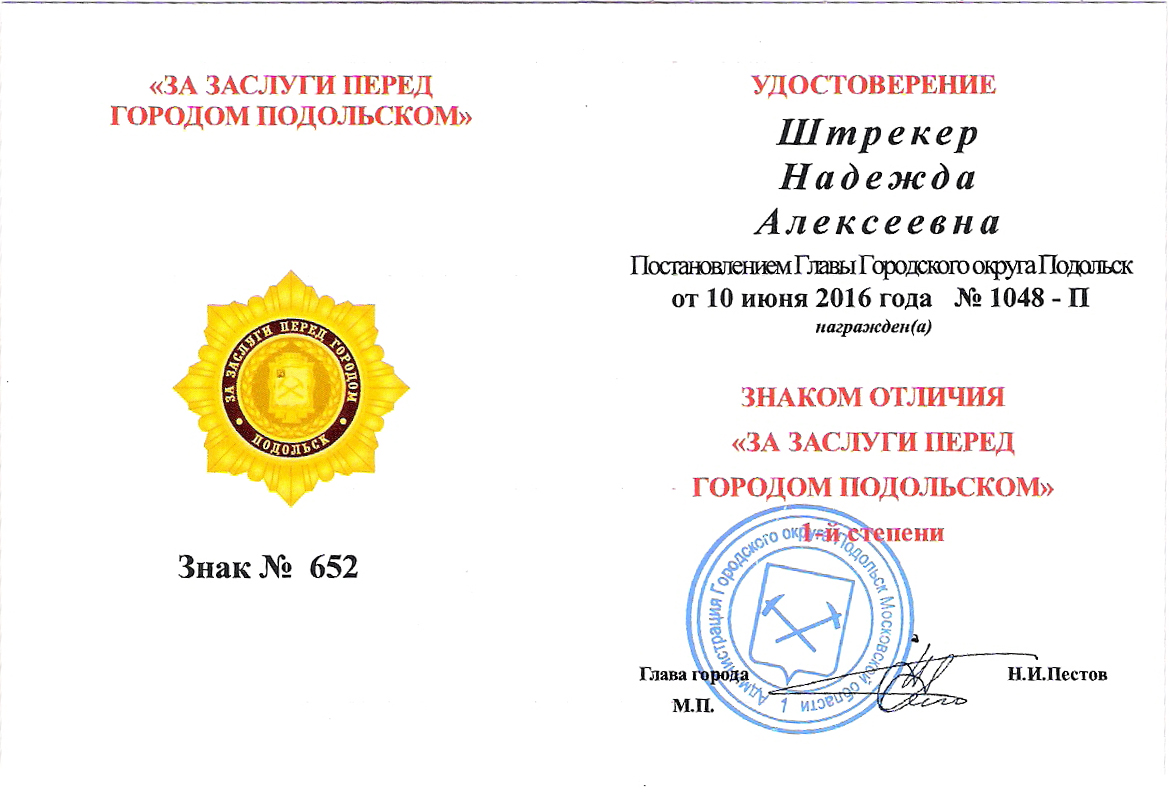 «ЗА ЗАСЛУГИ ПЕРЕД
ГОРОДОМ ПОДОЛЬСКОМ»
ЗА ЗАСЛУГИ ПЕРЕД ГОРОДОМ
ПОДОЛЬСК
Знак № 652
УДОСТОВЕРЕНИЕ
Штрекер
Надежда
Алексеевна
Постановлением Главы Городского округа Подольск
от 10 июня 2016 года № 1048 - П
награжден(а)
ЗНАКОМ ОТЛИЧИЯ
«ЗА ЗАСЛУГИ ПЕРЕД
ГОРОДОМ ПОДОЛЬСКОМ»
1-й степени
Администрация Городского округа Подольск Московской области
1
Глава города
Н.И.Пестов
М.П.